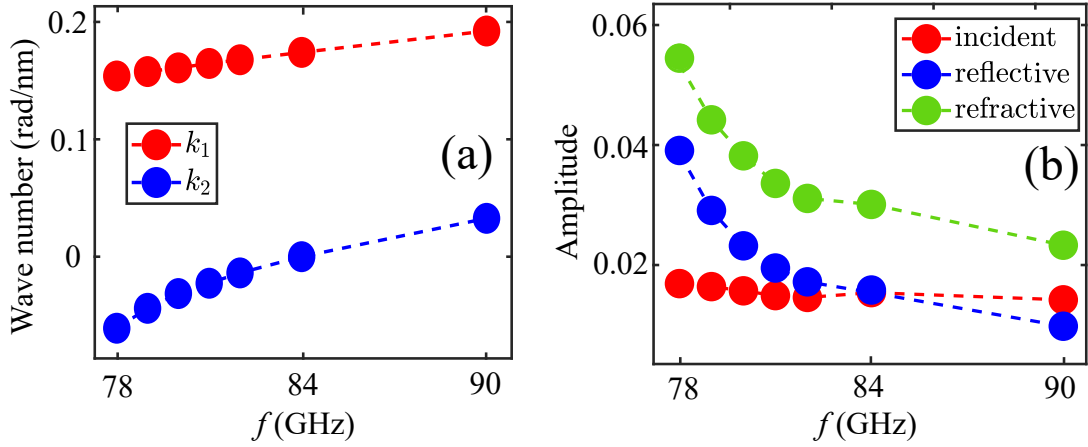 0.2
0.1
0
Wave number (rad/nm)
k₁
k₂
(a)
78
84
90
f (GHz)
0.06
0.04
0.02
Amplitude
incident
reflective
refractive
(b)
78
84
90
f (GHz)